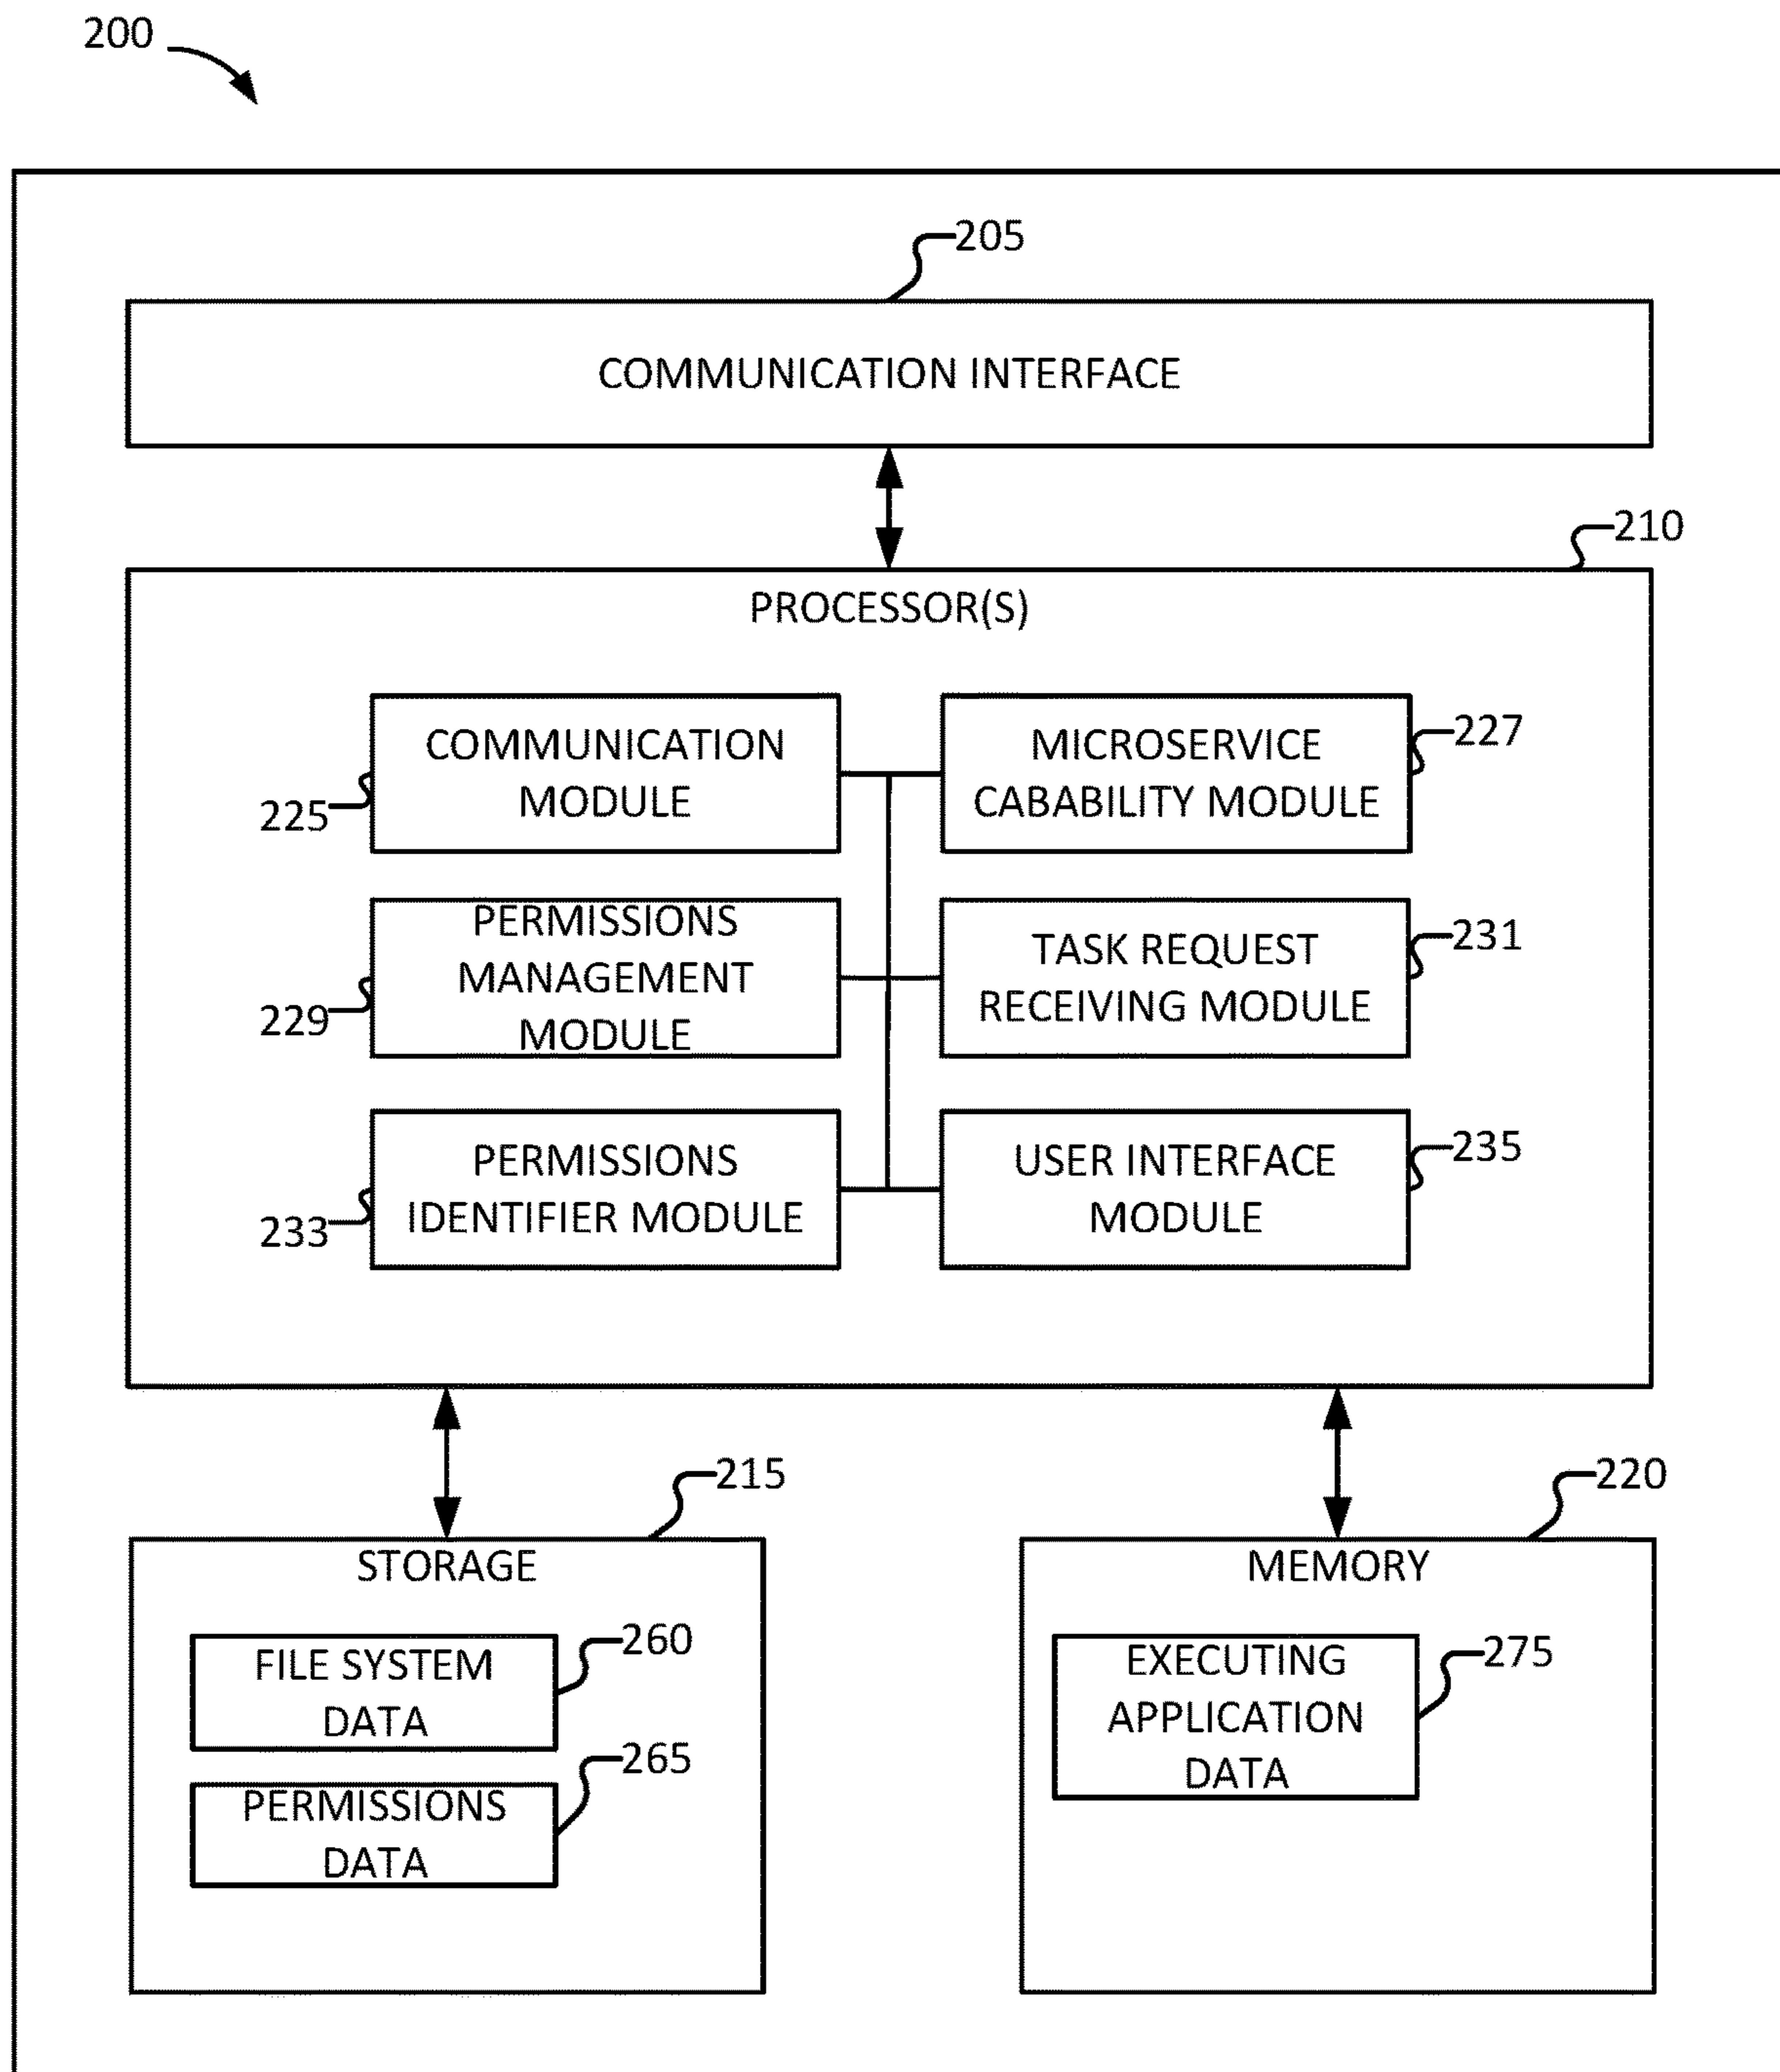 200
205
COMMUNICATION INTERFACE
210
PROCESSOR(S)
COMMUNICATION
MODULE
225
MICROSERVICE
CABABILITY MODULE
227
PERMISSIONS
MANAGEMENT
MODULE
229
TASK REQUEST
RECEIVING MODULE
231
PERMISSIONS
IDENTIFIER MODULE
233
USER INTERFACE
MODULE
235
215
STORAGE
FILE SYSTEM
DATA
260
PERMISSIONS
DATA
265
220
MEMORY
EXECUTING
APPLICATION
DATA
275